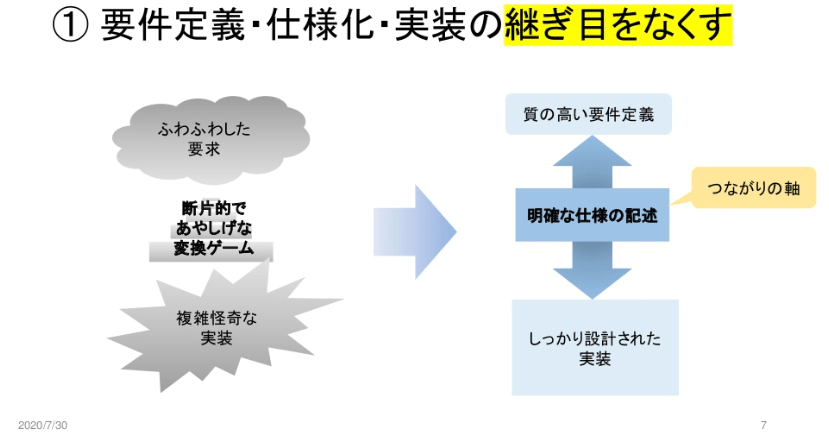 ① 要件定義・仕様化・実装の継ぎ目をなくす
ふわふわした
要求
断片的で
あやしげな
変換ゲーム
複雑怪奇な
実装
質の高い要件定義
明確な仕様の記述
つながりの軸
しっかり設計された
実装
2020/7/30
7